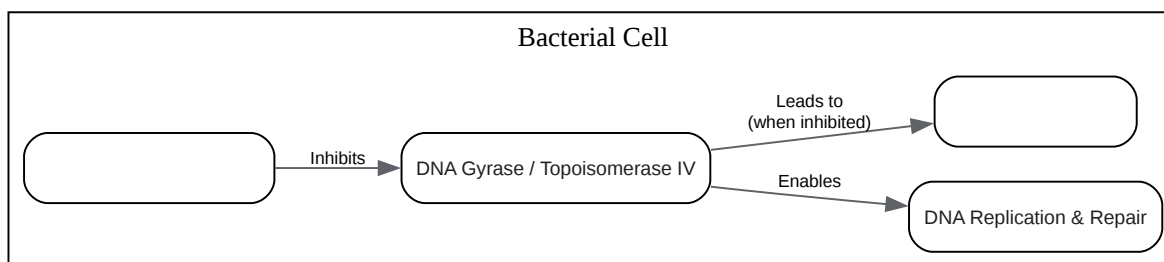 Bacterial Cell
Inhibits
DNA Gyrase / Topoisomerase IV
Leads to
(when inhibited)
Enables
DNA Replication & Repair